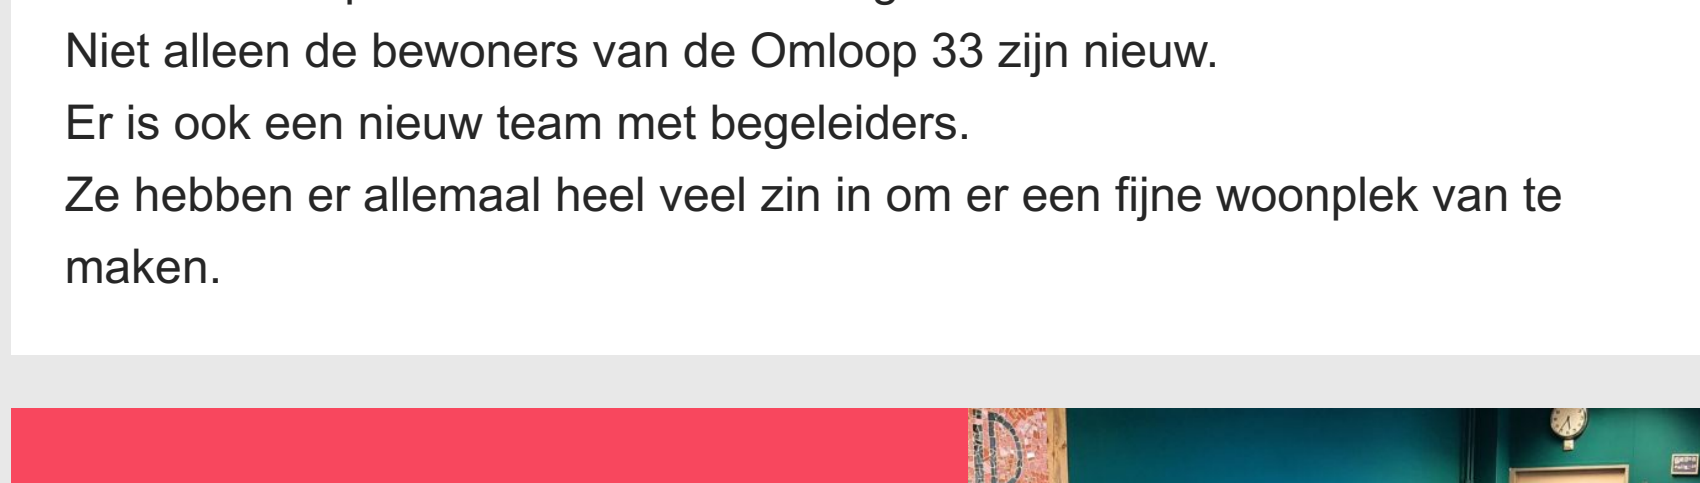 Niet alleen de bewoners van de Omloop 33 zijn nieuw.
Er is ook een nieuw team met begeleiders.
Ze hebben er allemaal heel veel zin in om er een fijne woonplek van te
maken.